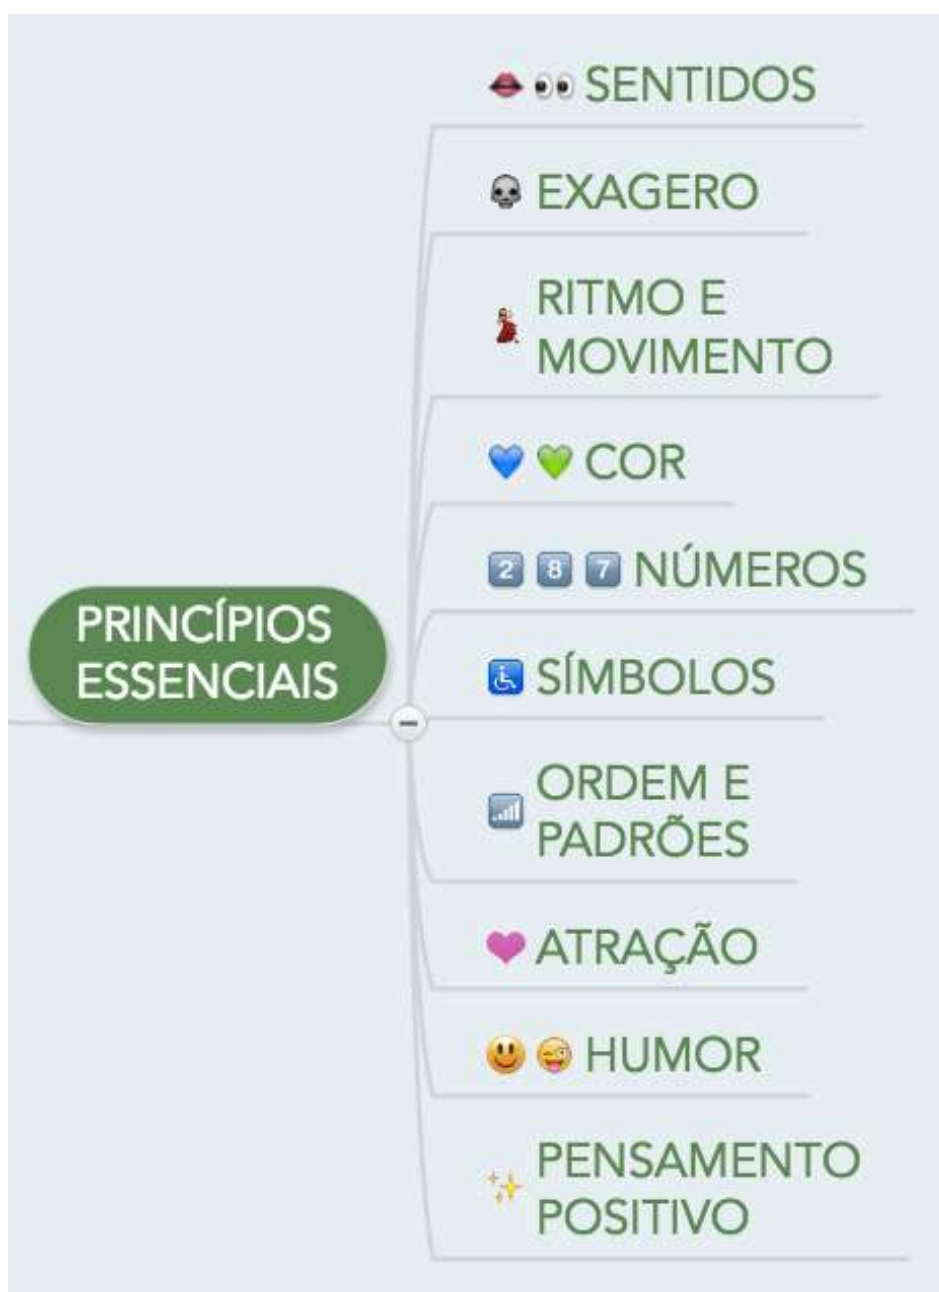 SENTIDOS
EXAGERO
RITMO E
MOVIMENTO
COR
2 8 7 NÚMEROS
PRINCÍPIOS
ESSENCIAIS
SÍMBOLOS
ORDEM E
PADRÕES
ATRAÇÃO
HUMOR
PENSAMENTO
POSITIVO